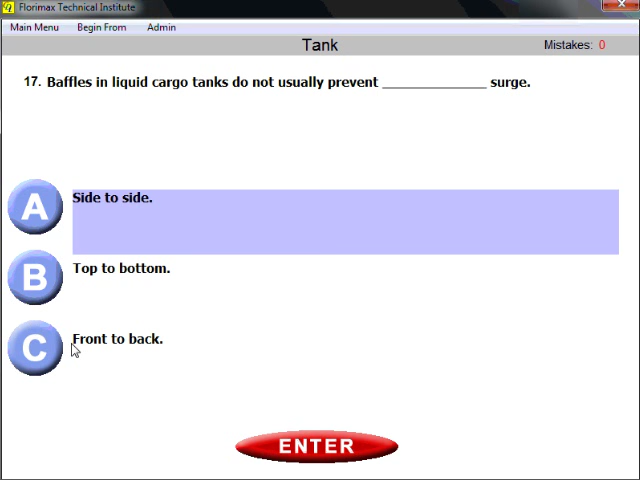 Florimax Technical Institute
Main Menu Begin From Admin
Tank Mistakes: 0
17. Baffles in liquid cargo tanks do not usually prevent _______________ surge.
A Side to side.
B Top to bottom.
C Front to back.
ENTER